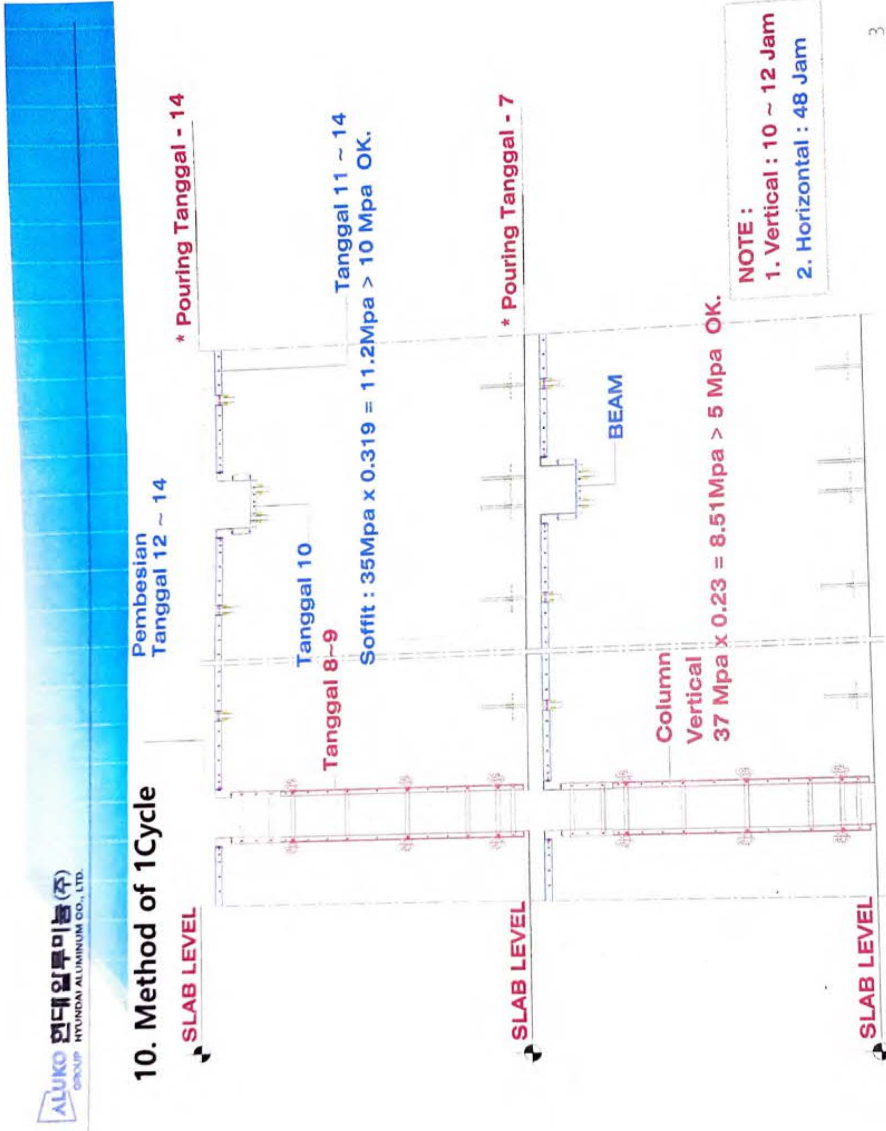 ALUKO 현대알루미늄(주)
GROUP HYUNDAI ALUMINUM CO., LTD.
10. Method of 1Cycle
Pembesian
Tanggal 12 ~ 14
SLAB LEVEL
* Pouring Tanggal - 14
Tanggal 10
Tanggal 8~9
Tanggal 11 ~ 14
Soffit : 35Mpa x 0.319 = 11.2Mpa > 10 Mpa OK.
SLAB LEVEL
* Pouring Tanggal - 7
BEAM
Column
Vertical
37 Mpa x 0.23 = 8.51Mpa > 5 Mpa OK.
NOTE :
1. Vertical : 10 ~ 12 Jam
2. Horizontal : 48 Jam
SLAB LEVEL
3